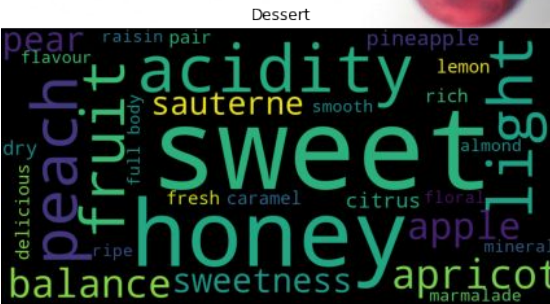 Dessert
pear
raisin
pair
pineapple
flavour
acidity
lemon
light
peach
fruit
sauterne
smooth
rich
sweet
dry
full body
almond
delicious
fresh
caramel
citrus
floral
honey
apple
ripe
mineral
balance
sweetness
apricot
marmalade